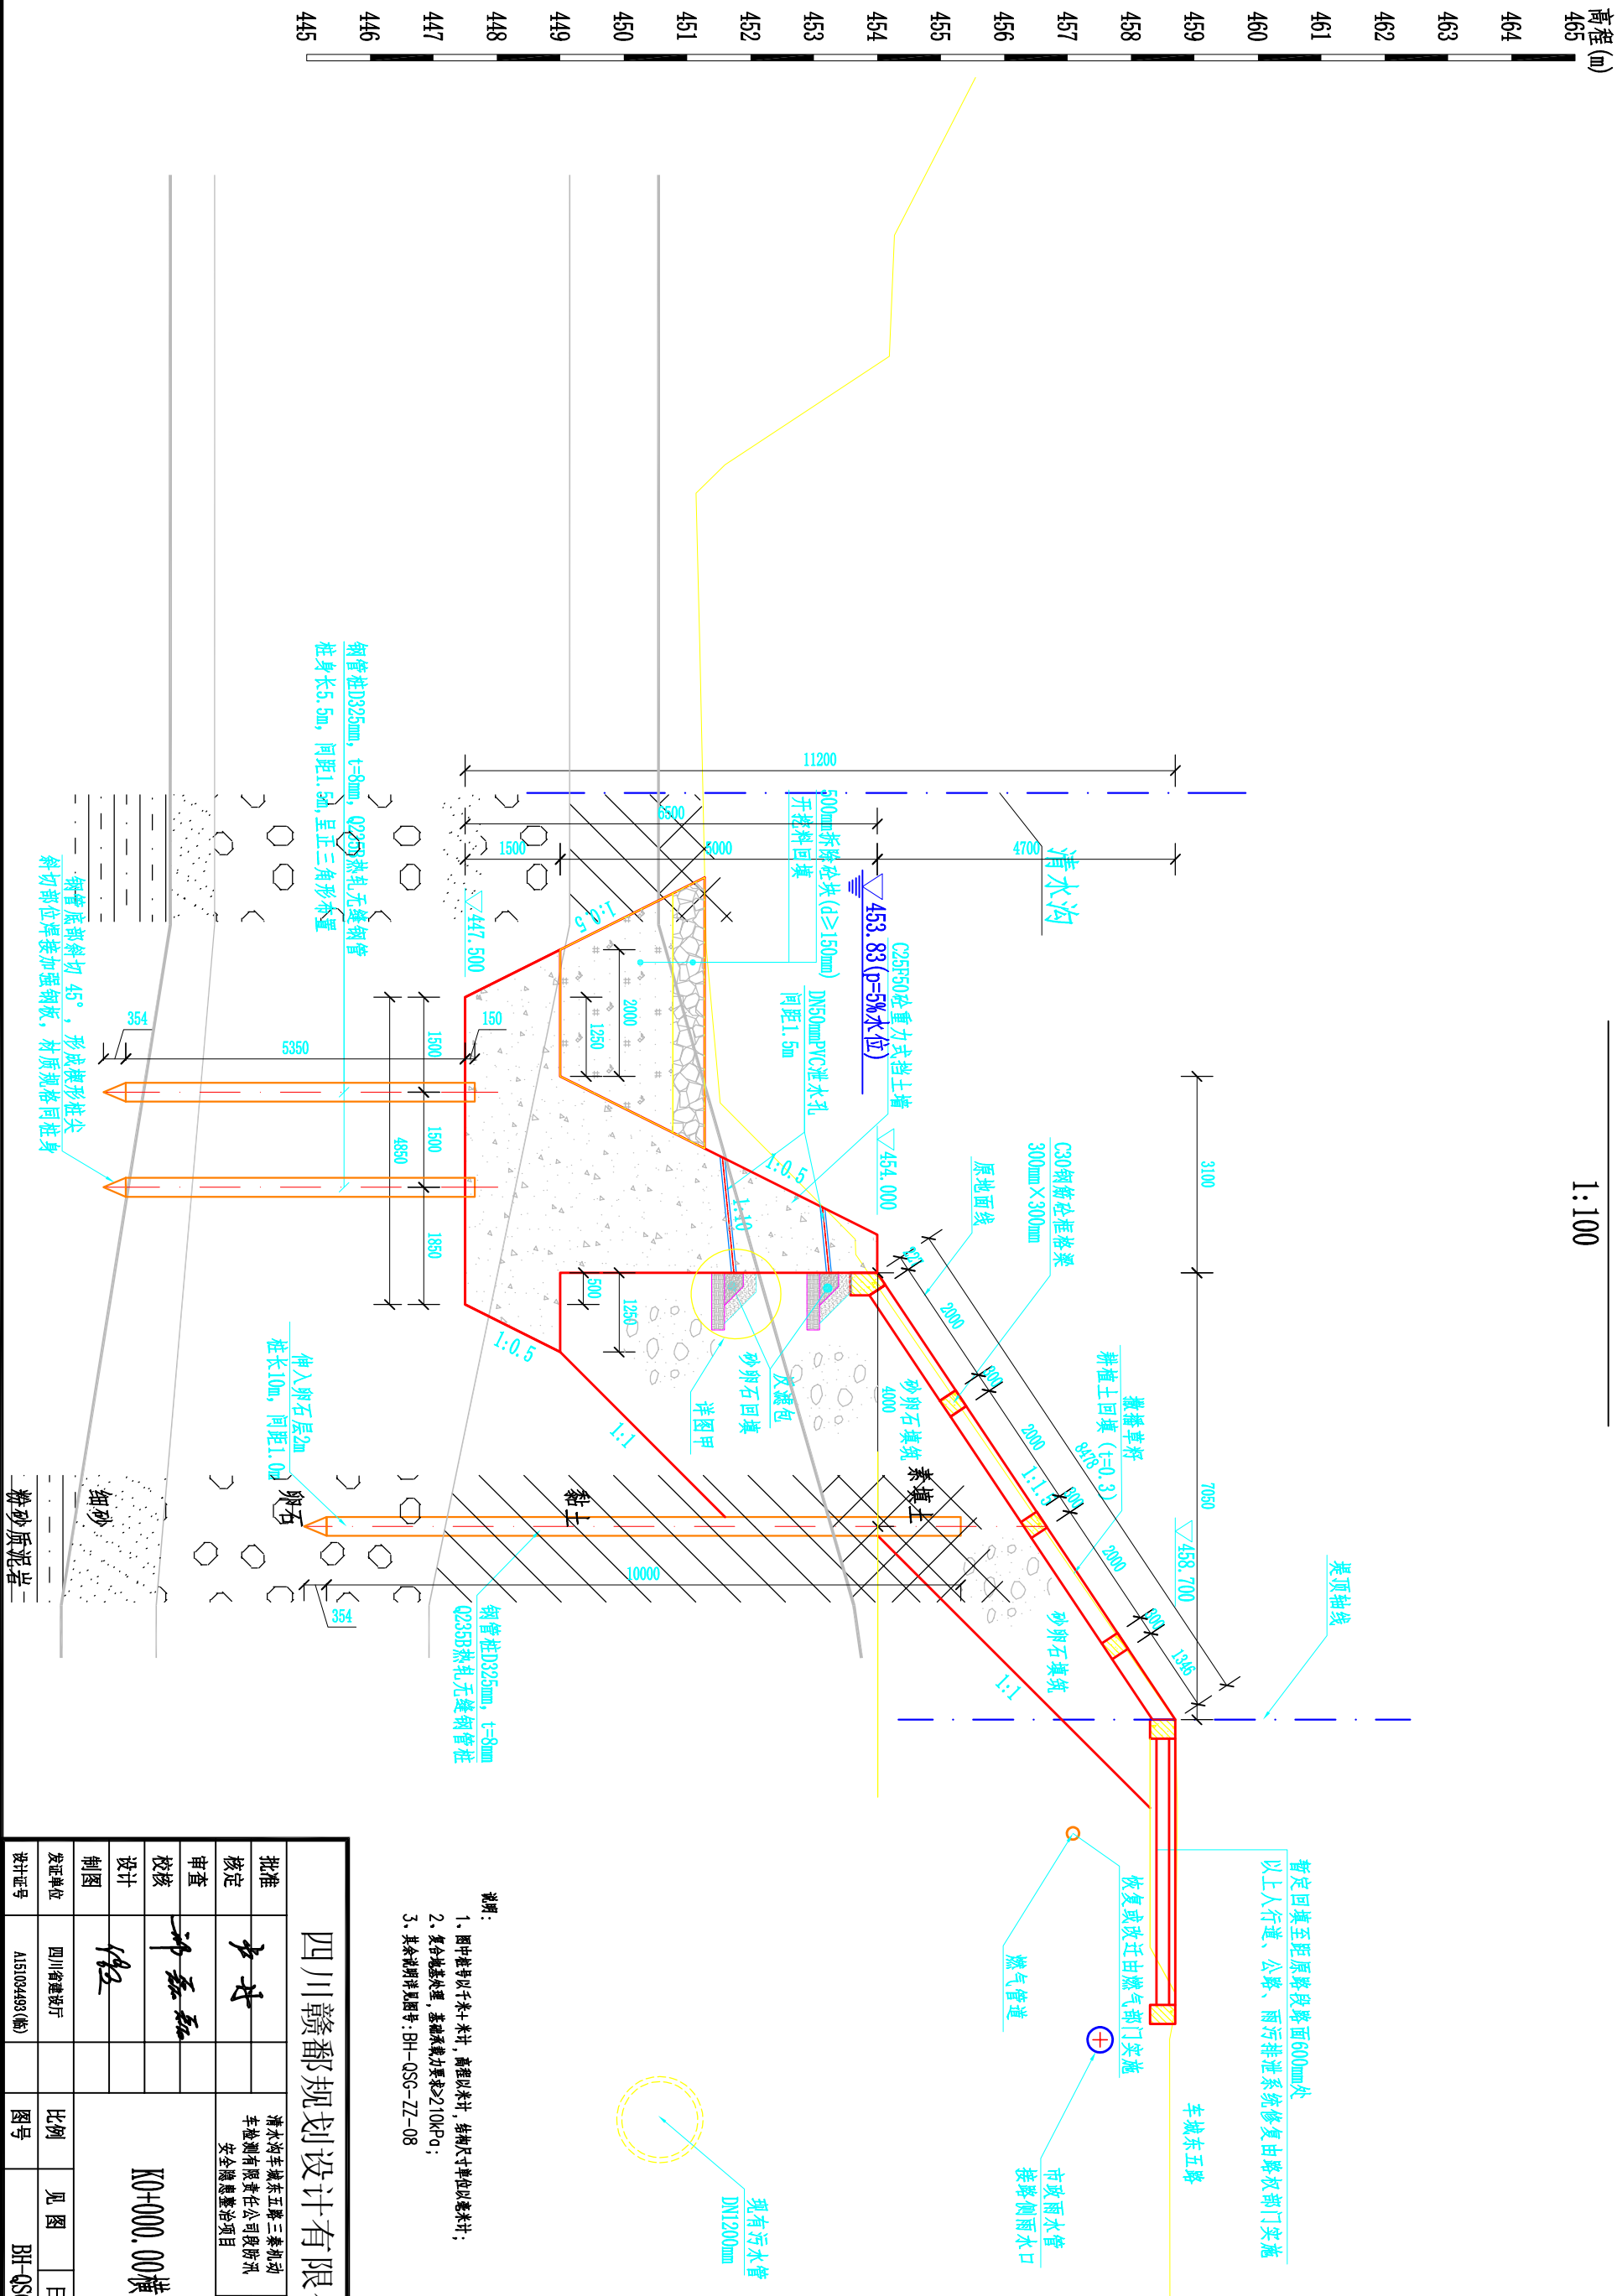 1:100
高程(m)
465
464
463
462
461
460
459
458
457
456
455
454
453
452
451
450
449
448
447
446
445
堤顶轴线
暂定回填至距原路段路面600mm处
以上人行道、公路、雨污排泄系统修复由路权部门实施
车城东五路
3100
7050
▽458.700
撒播草籽
耕植土回填(t=0.3)
恢复或改迁由燃气部门实施
燃气管道
市政雨水管
接路侧雨水口
C30钢筋砼框格梁
300mm×300mm
原地面线
清水沟
8478
2000
300
2000
300
2000
300
1346
1:1.5
砂卵石填筑
1:1
11200
4700
6500
6000
1500
▽454.000
C25F50砼重力式挡土墙
▽453.83(p=5%水位)
DN50mmPVC泄水孔
间距1.5m
500mm拆除砼块(d≥150mm)
开挖料回填
素填土
砂卵石填筑
4000
反滤包
砂卵石回填
详图甲
1:0.5
1:10
现有污水管
DN1200mm
1:0.5
2000
1250
500
1250
1:1
1:0.5
黏土
10000
▽447.500
钢管桩D325mm, t=8mm
Q235B热轧无缝钢管桩
150
1500
1500
1850
4850
5350
354
钢管桩D325mm, t=8mm, Q235B热轧无缝钢管
桩身长5.5m, 间距1.5m,呈正三角形布置
伸入卵石层2m
桩长10m, 间距1.0m
卵石
354
钢管底部斜切 45°, 形成楔形桩尖
斜切部位焊接加强钢板, 材质规格同桩身
细砂
粉砂质泥岩
说明:
1、图中桩号以千米+米计, 高程以米计, 结构尺寸单位以毫米计;
2、复合地基处理, 基础承载力要求≥210kPa;
3、其余说明详见图号:BH-QSG-ZZ-08
四川赣鄱规划设计有限
批准
核定
审查
校核
设计
制图
发证单位
四川省建设厅
设计证号
A151034493(临)
清水沟车城东五路三泰机动
车检测有限责任公司段防汛
安全隐患整治项目
K0+000.00横
比例
见 图
图号
BH-QSG